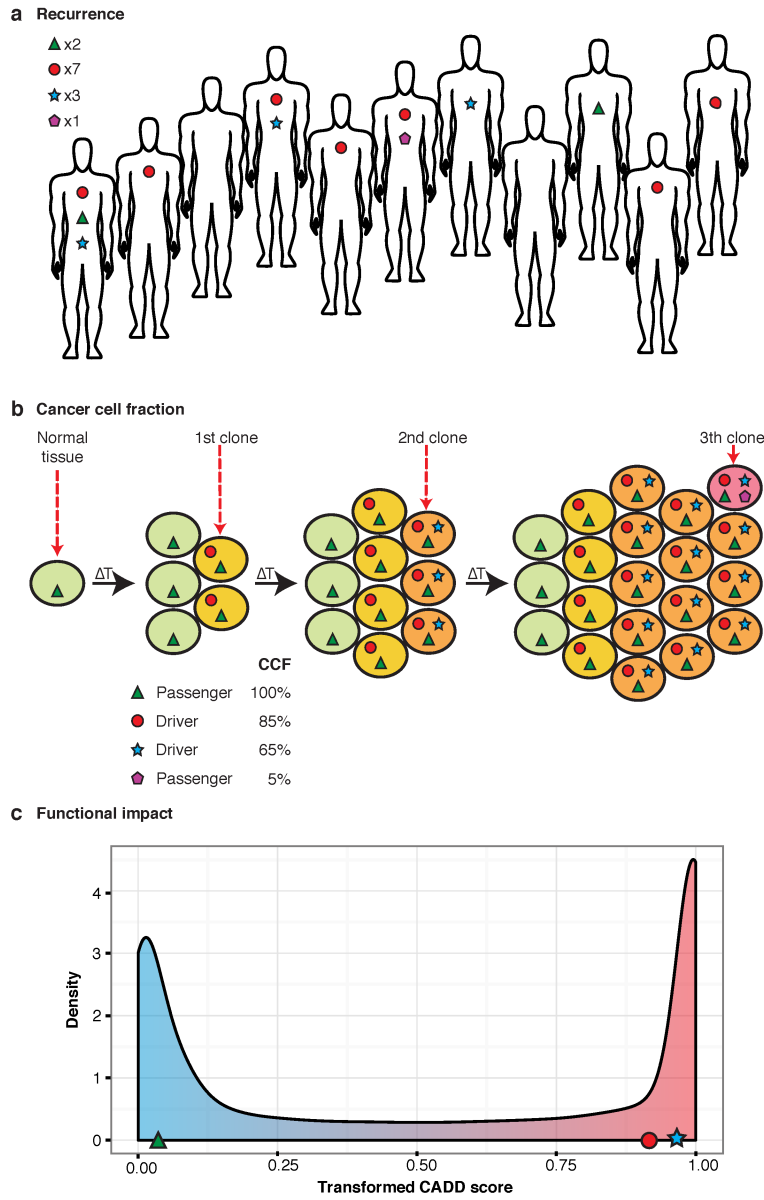 a Recurrence
x2
x7
x3
x1
b Cancer cell fraction
Normal
tissue
1st clone
2nd clone
3th clone
ΔT
ΔT
ΔT
CCF
Passenger 100%
Driver 85%
Driver 65%
Passenger 5%
c Functional impact
4
3
2
1
0
Density
0.00 0.25 0.50 0.75 1.00
Transformed CADD score